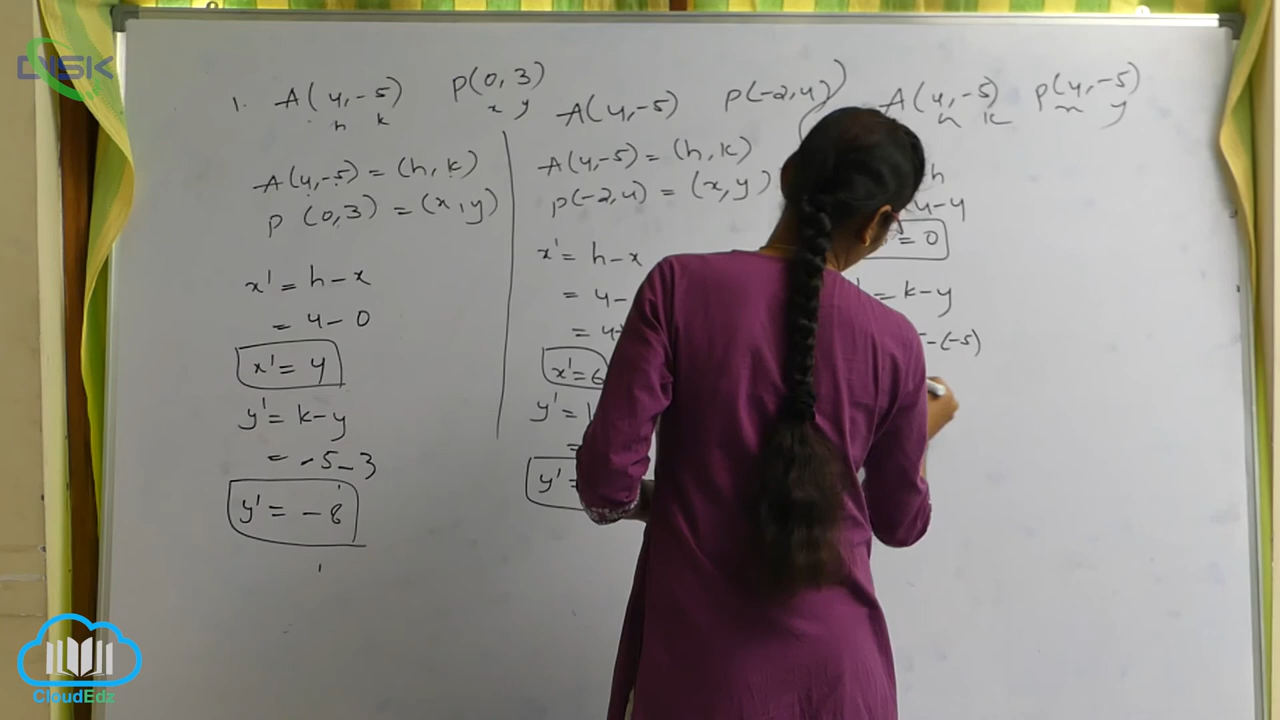 DISK
1. A(4,-5) P(0,3)
h k x y
A(4,-5) = (h, k)
P (0,3) = (x,y)
x' = h-x
= 4-0
x' = 4
y' = k-y
= -5-3
y' = -8
A(4,-5) P(-2,4)
A(4,-5) = (h, k)
P(-2,4) = (x,y)
x' = h-x
= 4-
= 4
x'=6
y' =
=
y' =
A(4,-5) P(4,-5)
h k x y
h
4-4
= 0
= k-y
-(-5)
CloudEdz